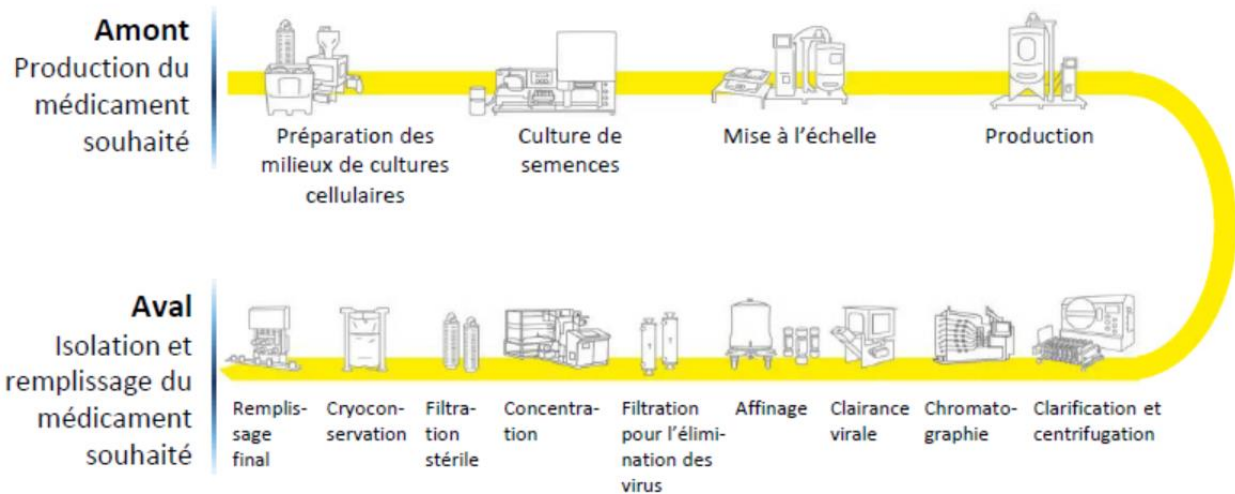 Amont
Production du
médicament
souhaité
Préparation des
milieux de cultures
cellulaires
Culture de
semences
Mise à l'échelle
Production
Aval
Isolation et
remplissage du
médicament
souhaité
Remplis-
sage
final
Cryocon-
servation
Filtra-
tion
stérile
Concentra-
tion
Filtration
pour l'élimi-
nation des
virus
Affinage
Clairance
virale
Chromato-
graphie
Clarification et
centrifugation